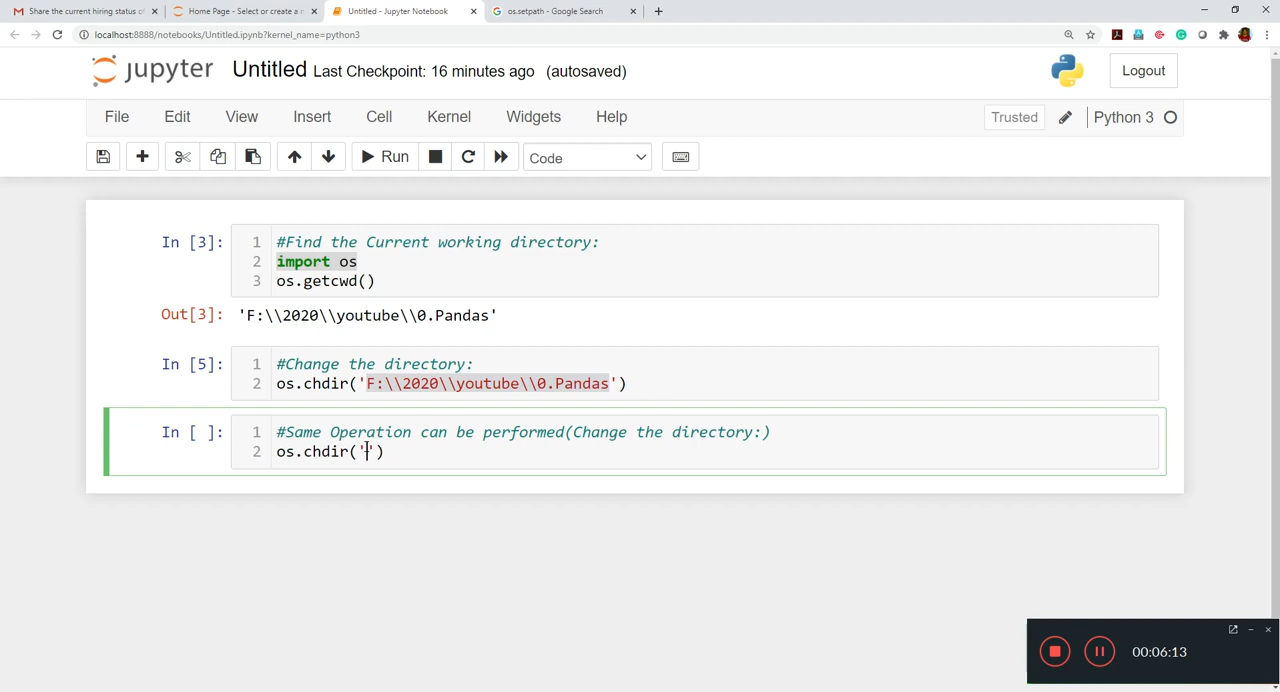 Share the current hiring status o
Home Page - Select or create a n
Untitled - Jupyter Notebook
os.setpath - Google Search
localhost:8888/notebooks/Untitled.ipynb?kernel_name=python3
jupyter Untitled Last Checkpoint: 16 minutes ago (autosaved)
Logout
File Edit View Insert Cell Kernel Widgets Help
Trusted
Python 3
Run
Code
In [3]: 1 #Find the Current working directory:
2 import os
3 os.getcwd()
Out[3]: 'F:\\2020\\youtube\\0.Pandas'
In [5]: 1 #Change the directory:
2 os.chdir('F:\\2020\\youtube\\0.Pandas')
In [ ]: 1 #Same Operation can be performed(Change the directory:)
2 os.chdir('')
00:06:13